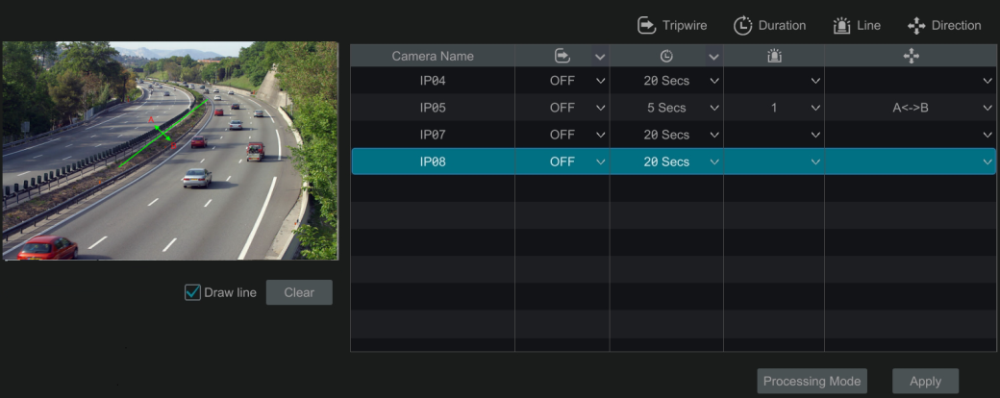 Tripwire Duration Line Direction
Camera Name
IP04 OFF 20 Secs
IP05 OFF 5 Secs 1 A<->B
IP07 OFF 20 Secs
IP08 OFF 20 Secs
A
B
Draw line Clear
Processing Mode Apply